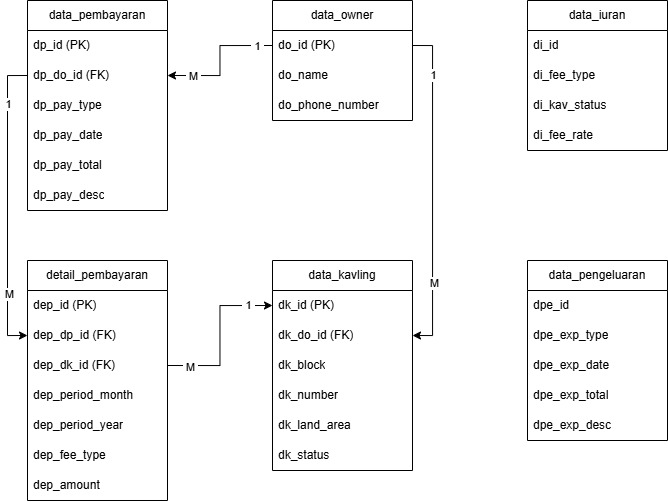 data_pembayaran
dp_id (PK)
dp_do_id (FK)
dp_pay_type
dp_pay_date
dp_pay_total
dp_pay_desc
1
M
data_owner
do_id (PK)
do_name
do_phone_number
1
M
data_iuran
di_id
di_fee_type
di_kav_status
di_fee_rate
1
M
detail_pembayaran
dep_id (PK)
dep_dp_id (FK)
dep_dk_id (FK)
dep_period_month
dep_period_year
dep_fee_type
dep_amount
M
1
data_kavling
dk_id (PK)
dk_do_id (FK)
dk_block
dk_number
dk_land_area
dk_status
data_pengeluaran
dpe_id
dpe_exp_type
dpe_exp_date
dpe_exp_total
dpe_exp_desc